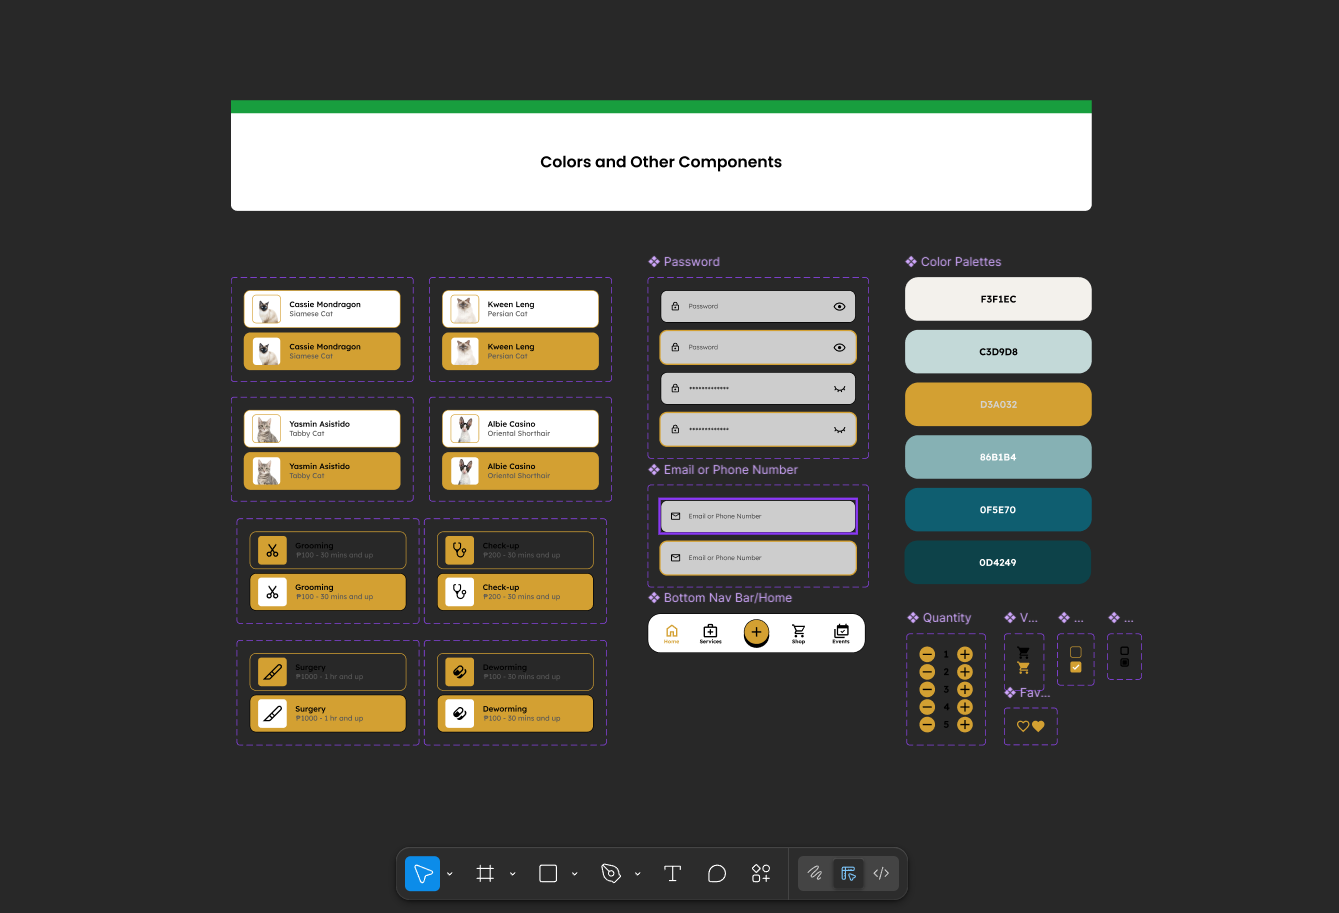 Colors and Other Components
Cassie Mondragon
Siamese Cat
Cassie Mondragon
Siamese Cat
Kween Leng
Persian Cat
Kween Leng
Persian Cat
Yasmin Asistido
Tabby Cat
Yasmin Asistido
Tabby Cat
Albie Casino
Oriental Shorthair
Albie Casino
Oriental Shorthair
Grooming
₱100 - 30 mins and up
Grooming
₱100 - 30 mins and up
Check-up
₱200 - 30 mins and up
Check-up
₱200 - 30 mins and up
Surgery
₱1000 - 1 hr and up
Surgery
₱1000 - 1 hr and up
Deworming
₱100 - 30 mins and up
Deworming
₱100 - 30 mins and up
Password
Password
Password
•••••••••••••
•••••••••••••
Email or Phone Number
Email or Phone Number
Email or Phone Number
Bottom Nav Bar/Home
Home
Services
Shop
Events
Color Palettes
F3F1EC
C3D9D8
D3A032
86B1B4
0F5E70
0D4249
Quantity
1
2
3
4
5
V...
...
...
Fav...